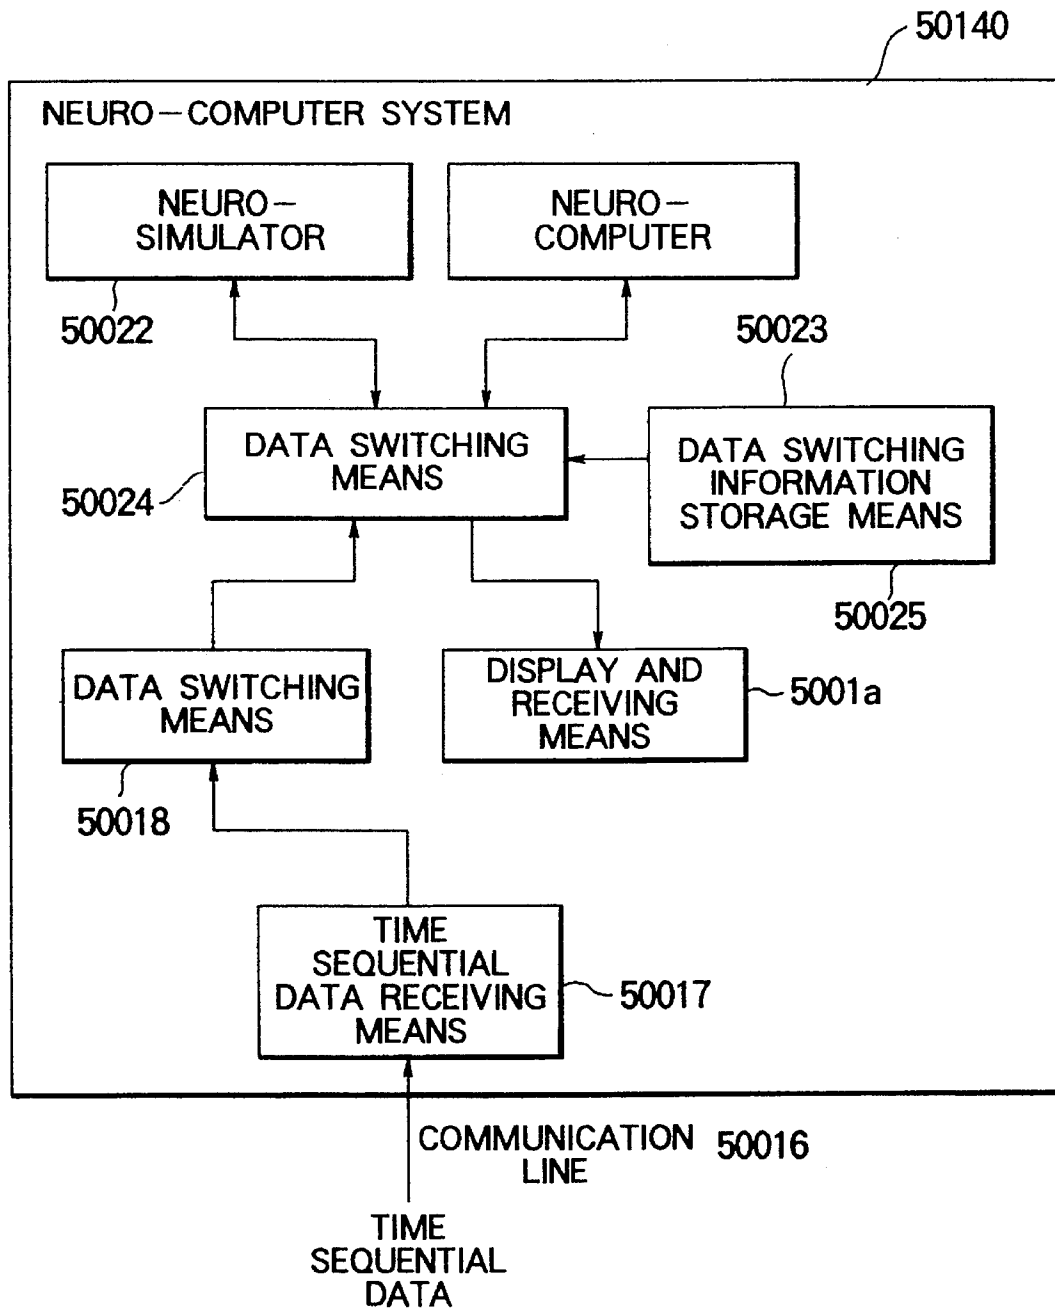 50140
NEURO-COMPUTER SYSTEM
NEURO-
SIMULATOR
NEURO-
COMPUTER
50022
50023
DATA SWITCHING
MEANS
50024
DATA SWITCHING
INFORMATION
STORAGE MEANS
50025
DATA SWITCHING
MEANS
50018
DISPLAY AND
RECEIVING
MEANS
5001a
TIME
SEQUENTIAL
DATA RECEIVING
MEANS
50017
COMMUNICATION
LINE
50016
TIME
SEQUENTIAL
DATA